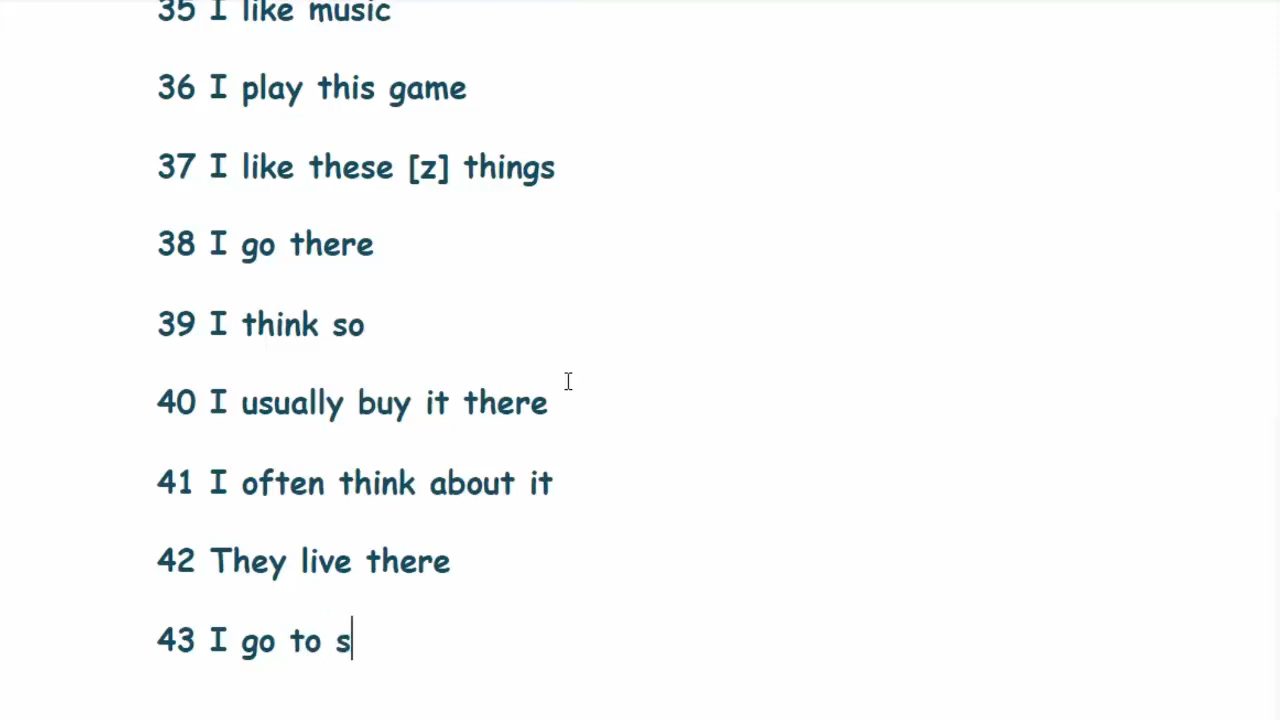 35 I like music
36 I play this game
37 I like these [z] things
38 I go there
39 I think so
40 I usually buy it there
41 I often think about it
42 They live there
43 I go to s